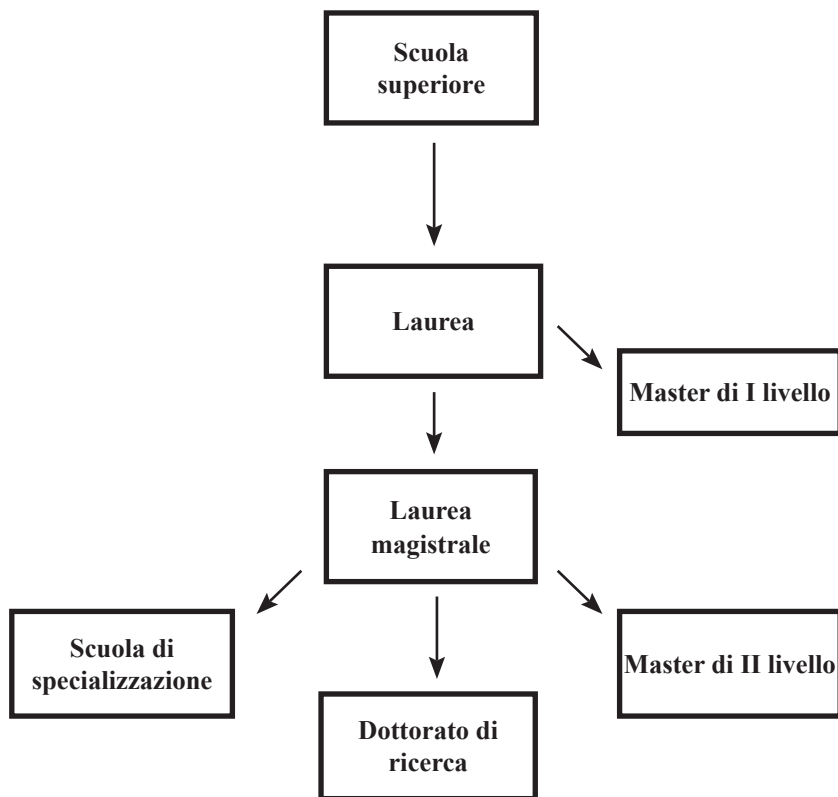 Scuola
superiore
Laurea
Master di I livello
Laurea
magistrale
Scuola di
specializzazione
Master di II livello
Dottorato di
ricerca